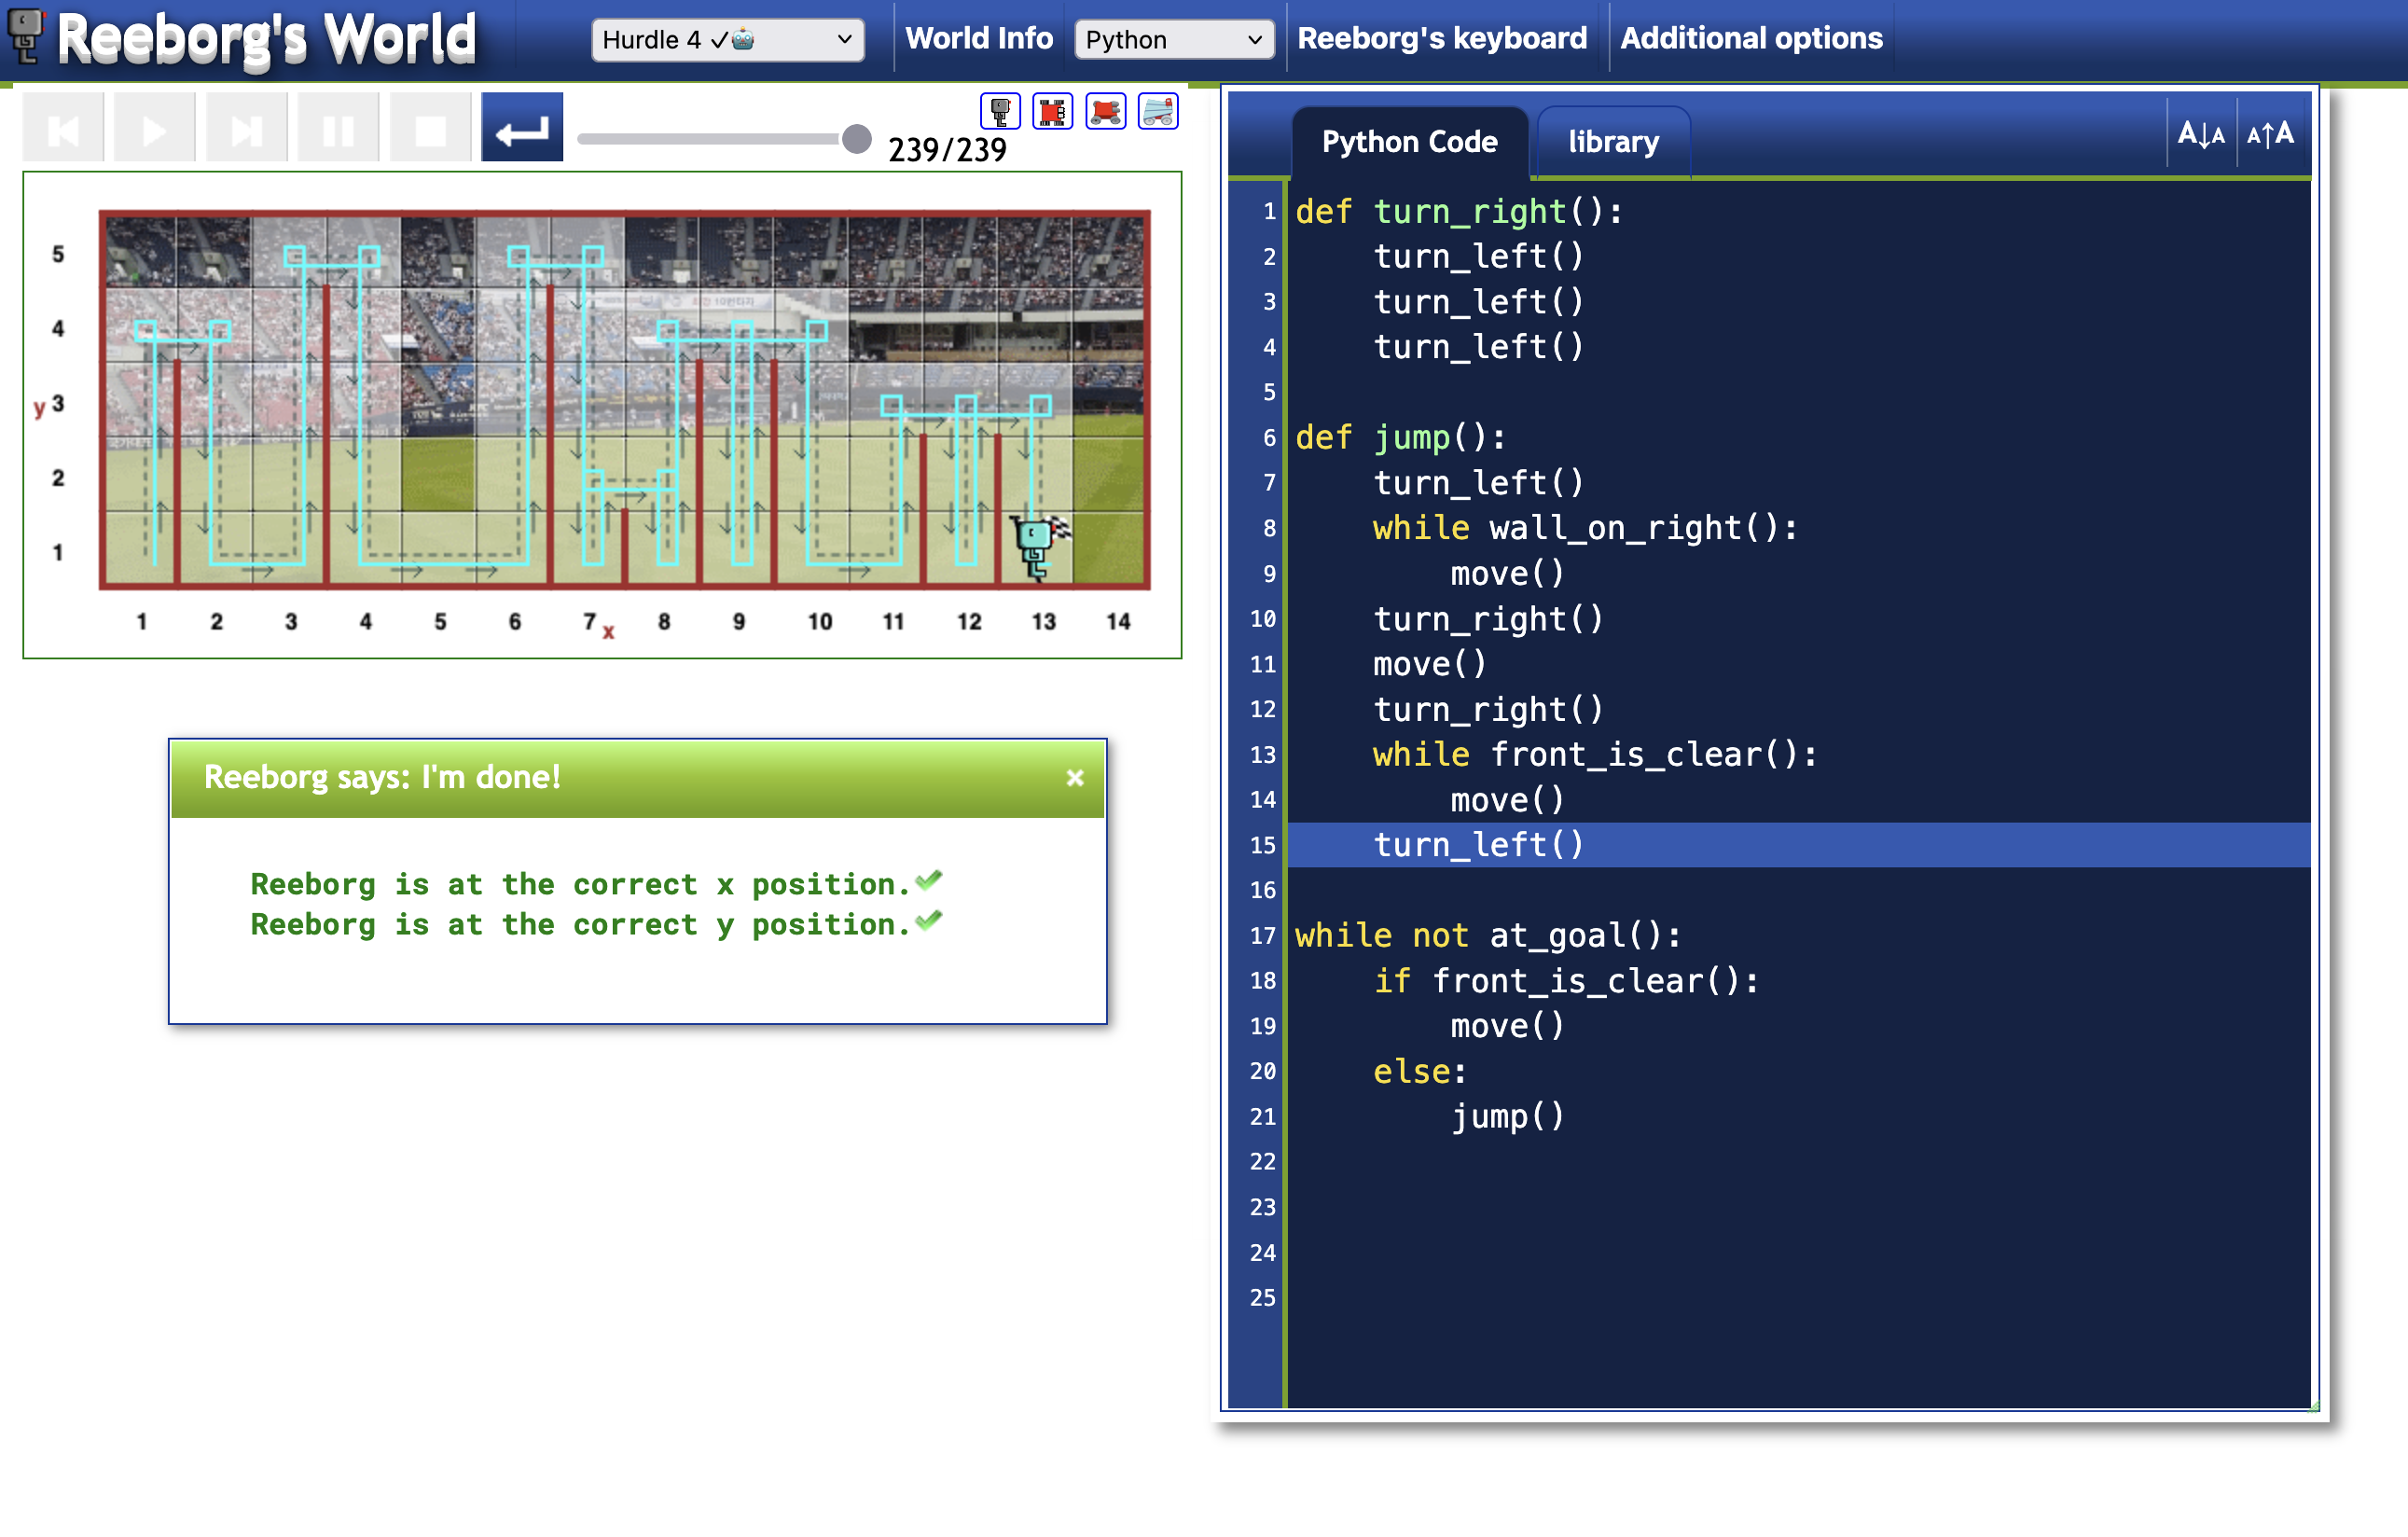 Reeborg's World
Hurdle 4 ✓🤖
World Info
Python
Reeborg's keyboard
Additional options
239/239
5
4
y 3
2
1
1 2 3 4 5 6 7 x 8 9 10 11 12 13 14
Reeborg says: I'm done!
×
Reeborg is at the correct x position.✔
Reeborg is at the correct y position.✔
Python Code
library
A↓A
A↑A
1 def turn_right():
2     turn_left()
3     turn_left()
4     turn_left()
5
6 def jump():
7     turn_left()
8     while wall_on_right():
9         move()
10     turn_right()
11     move()
12     turn_right()
13     while front_is_clear():
14         move()
15     turn_left()
16
17 while not at_goal():
18     if front_is_clear():
19         move()
20     else:
21         jump()
22
23
24
25